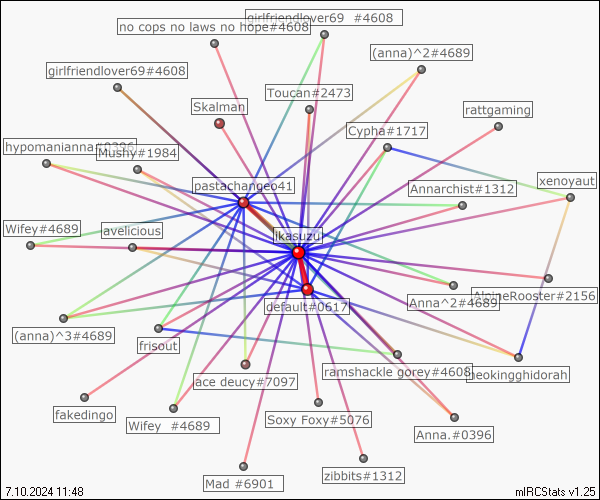 girlfriendlover69 #4608
no cops no laws no hope#4608
(anna)^2#4689
girlfriendlover69#4608
Toucan#2473
Skalman
rattgaming
Cypha#1717
hypomanianna#0396
Mushy#1984
pastachangeo41
xenoyaut
Annarchist#1312
Wifey#4689
avelicious
ikasuzu
AlpineRooster#2156
Anna^2#4689
default#0617
(anna)^3#4689
frisout
ramshackle gorey#4608
ace deucy#7097
fakedingo
Soxy Foxy#5076
Wifey #4689
Anna.#0396
zibbits#1312
Mad #6901
7.10.2024 11:48
mIRCStats v1.25